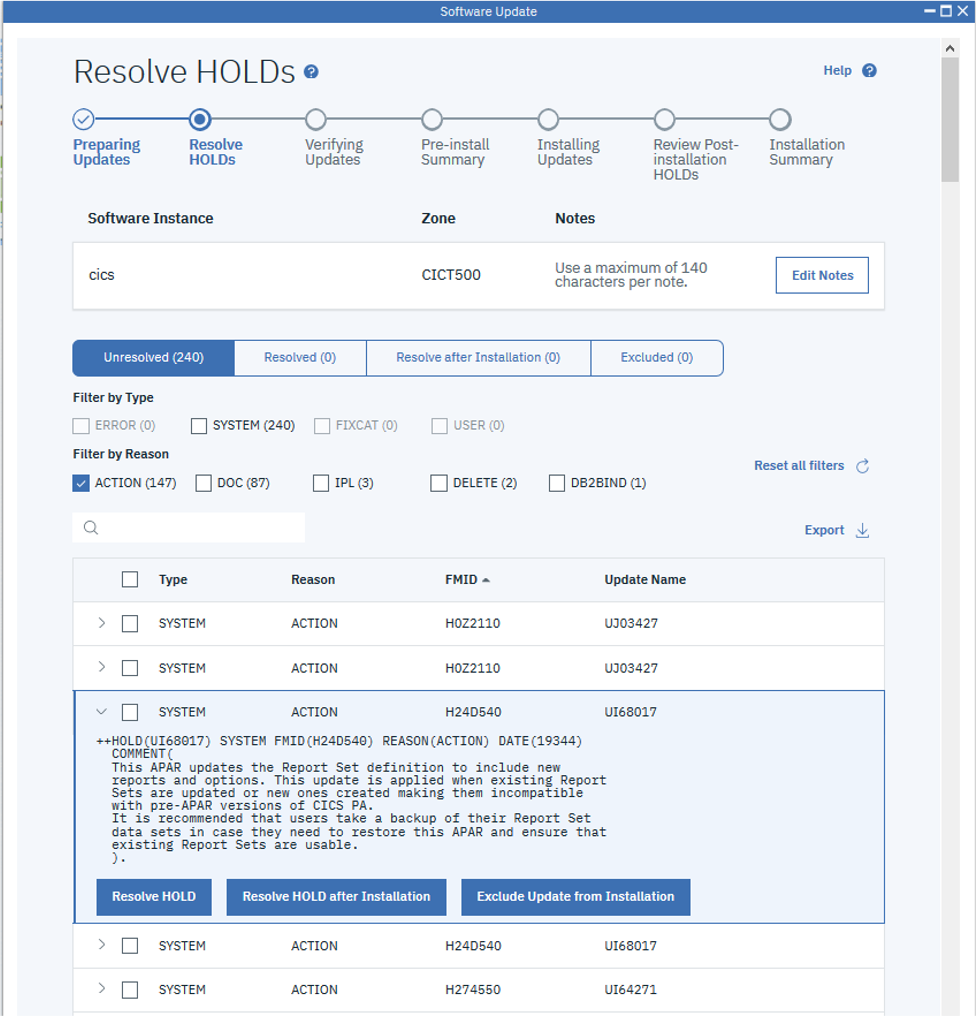 Software Update
Resolve HOLDs ?
Help ?
Preparing Updates
Resolve HOLDs
Verifying Updates
Pre-install Summary
Installing Updates
Review Post-installation HOLDs
Installation Summary
Software Instance Zone Notes
cics CICT500 Use a maximum of 140 characters per note. Edit Notes
Unresolved (240) Resolved (0) Resolve after Installation (0) Excluded (0)
Filter by Type
ERROR (0) SYSTEM (240) FIXCAT (0) USER (0)
Filter by Reason
Reset all filters
ACTION (147) DOC (87) IPL (3) DELETE (2) DB2BIND (1)
Export
Type Reason FMID Update Name
SYSTEM ACTION H0Z2110 UJ03427
SYSTEM ACTION H0Z2110 UJ03427
SYSTEM ACTION H24D540 UI68017
++HOLD(UI68017) SYSTEM FMID(H24D540) REASON(ACTION) DATE(19344)
COMMENT(
This APAR updates the Report Set definition to include new
reports and options. This update is applied when existing Report
Sets are updated or new ones created making them incompatible
with pre-APAR versions of CICS PA.
It is recommended that users take a backup of their Report Set
data sets in case they need to restore this APAR and ensure that
existing Report Sets are usable.
).
Resolve HOLD Resolve HOLD after Installation Exclude Update from Installation
SYSTEM ACTION H24D540 UI68017
SYSTEM ACTION H274550 UI64271